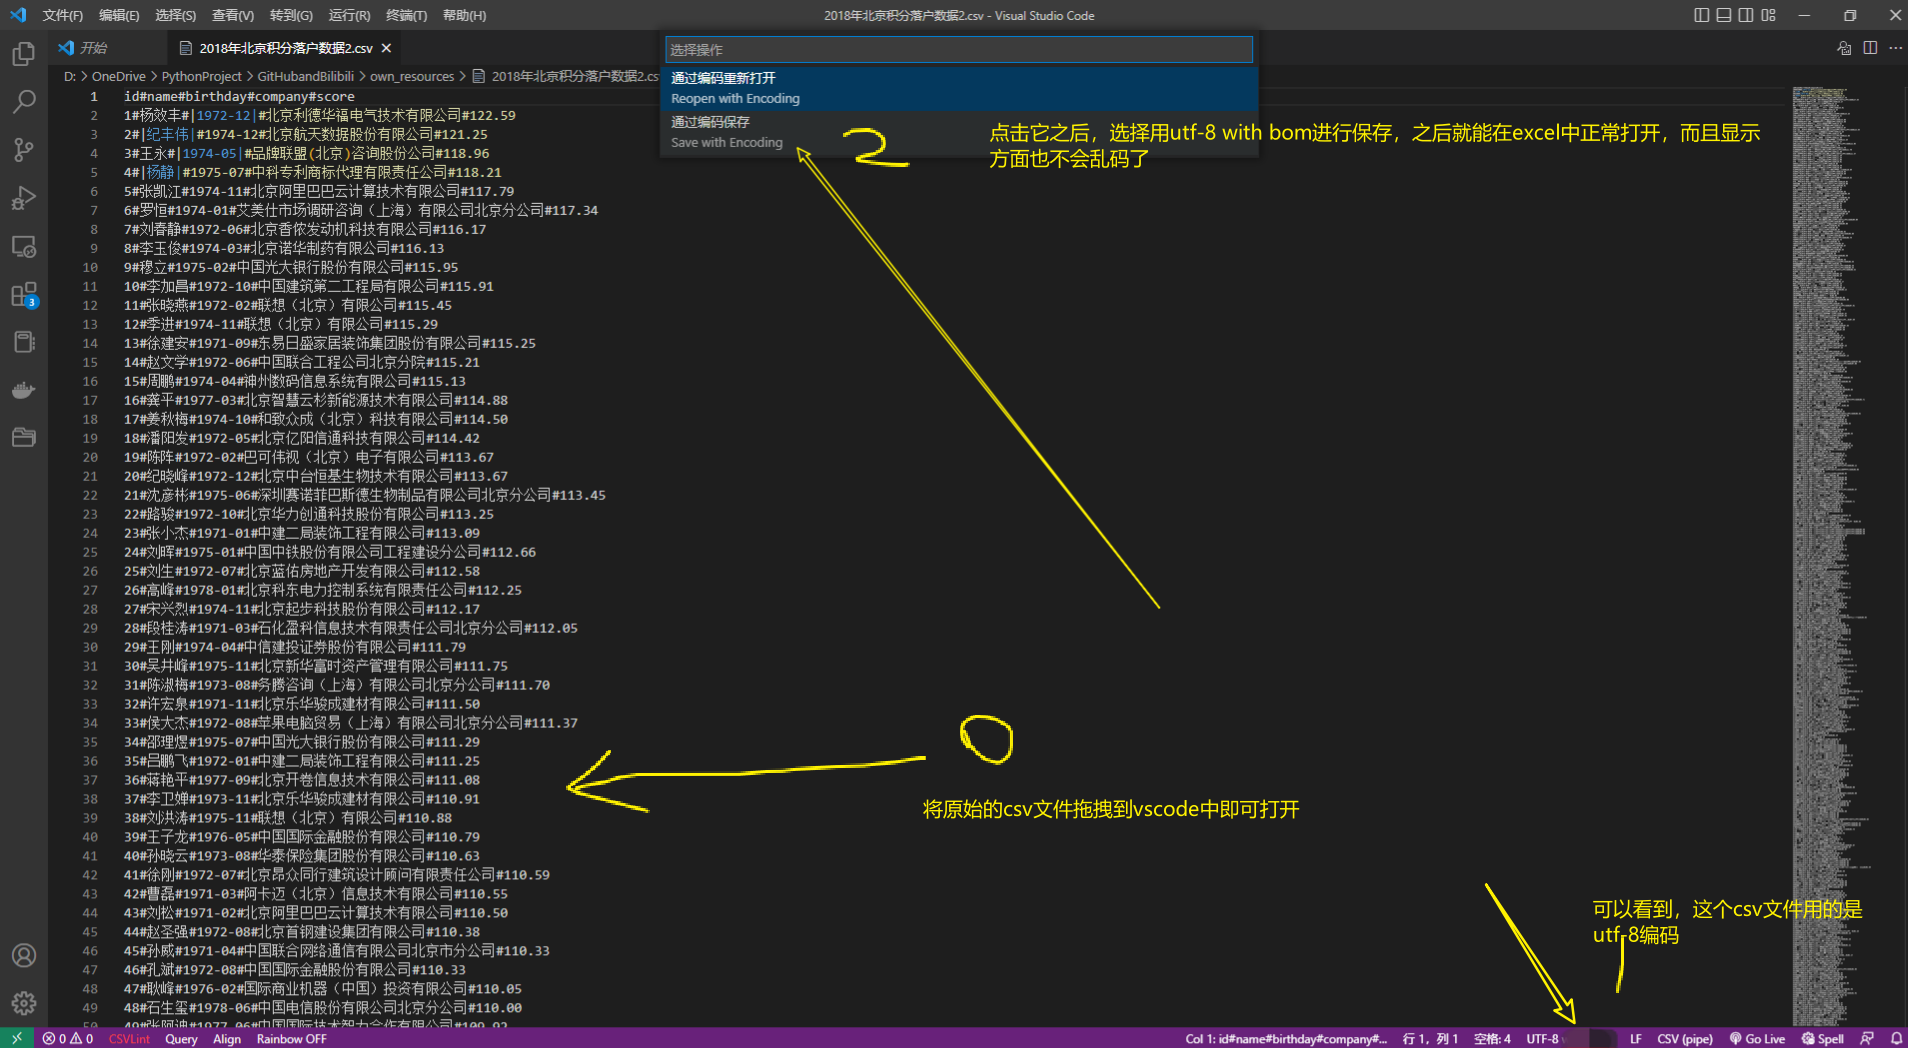 文件(F) 编辑(E) 选择(S) 查看(V) 转到(G) 运行(R) 终端(T) 帮助(H)
2018年北京积分落户数据2.csv - Visual Studio Code
开始
2018年北京积分落户数据2.csv
D: > OneDrive > PythonProject > GitHubandBilibili > own_resources > 2018年北京积分落户数据2.cs
选择操作
通过编码重新打开
Reopen with Encoding
通过编码保存
Save with Encoding
2
点击它之后，选择用utf-8 with bom进行保存，之后就能在excel中正常打开，而且显示
方面也不会乱码了
1 id#name#birthday#company#score
2 1#杨效丰#|1972-12|#北京利德华福电气技术有限公司#122.59
3 2#|纪丰伟|#1974-12#北京航天数据股份有限公司#121.25
4 3#王永#|1974-05|#品牌联盟(北京)咨询股份公司#118.96
5 4#|杨静|#1975-07#中科专利商标代理有限责任公司#118.21
6 5#张凯江#1974-11#北京阿里巴巴云计算技术有限公司#117.79
7 6#罗恒#1974-01#艾美仕市场调研咨询（上海）有限公司北京分公司#117.34
8 7#刘春静#1972-06#北京香侬发动机科技有限公司#116.17
9 8#李玉俊#1974-03#北京诺华制药有限公司#116.13
10 9#穆立#1975-02#中国光大银行股份有限公司#115.95
11 10#李加昌#1972-10#中国建筑第二工程局有限公司#115.91
12 11#张晓燕#1972-02#联想（北京）有限公司#115.45
13 12#季进#1974-11#联想（北京）有限公司#115.29
14 13#徐建安#1971-09#东易日盛家居装饰集团股份有限公司#115.25
15 14#赵文学#1972-06#中国联合工程公司北京分院#115.21
16 15#周鹏#1974-04#神州数码信息系统有限公司#115.13
17 16#龚平#1977-03#北京智慧云杉新能源技术有限公司#114.88
18 17#姜秋梅#1974-10#和致众成（北京）科技有限公司#114.50
19 18#潘阳发#1972-05#北京亿阳信通科技有限公司#114.42
20 19#陈阵#1972-02#巴可伟视（北京）电子有限公司#113.67
21 20#纪晓峰#1972-12#北京中台恒基生物技术有限公司#113.67
22 21#沈彦彬#1975-06#深圳赛诺菲巴斯德生物制品有限公司北京分公司#113.45
23 22#路骏#1972-10#北京华力创通科技股份有限公司#113.25
24 23#张小杰#1971-01#中建二局装饰工程有限公司#113.09
25 24#刘晖#1975-01#中国中铁股份有限公司工程建设分公司#112.66
26 25#刘生#1972-07#北京蓝佑房地产开发有限公司#112.58
27 26#高峰#1978-01#北京科东电力控制系统有限责任公司#112.25
28 27#宋兴烈#1974-11#北京起步科技股份有限公司#112.17
29 28#段桂涛#1971-03#石化盈科信息技术有限责任公司北京分公司#112.05
30 29#王刚#1974-04#中信建投证券股份有限公司#111.79
31 30#吴井峰#1975-11#北京新华富时资产管理有限公司#111.75
32 31#陈淑梅#1973-08#务腾咨询（上海）有限公司北京分公司#111.70
33 32#许宏泉#1971-11#北京乐华骏成建材有限公司#111.50
34 33#侯大杰#1972-08#苹果电脑贸易（上海）有限公司北京分公司#111.37
35 34#邵理煜#1975-07#中国光大银行股份有限公司#111.29
36 35#吕鹏飞#1972-01#中建二局装饰工程有限公司#111.25
37 36#蒋艳平#1977-09#北京开卷信息技术有限公司#111.08
38 37#李卫婵#1973-11#北京乐华骏成建材有限公司#110.91
39 38#刘洪涛#1975-11#联想（北京）有限公司#110.88
40 39#王子龙#1976-05#中国国际金融股份有限公司#110.79
41 40#孙晓云#1973-08#华泰保险集团股份有限公司#110.63
42 41#徐刚#1972-07#北京昂众同行建筑设计顾问有限责任公司#110.59
43 42#曹磊#1971-03#阿卡迈（北京）信息技术有限公司#110.55
44 43#刘松#1971-02#北京阿里巴巴云计算技术有限公司#110.50
45 44#赵圣强#1972-08#北京首钢建设集团有限公司#110.38
46 45#孙威#1971-04#中国联合网络通信有限公司北京市分公司#110.33
47 46#孔斌#1972-08#中国国际金融股份有限公司#110.33
48 47#耿峰#1976-02#国际商业机器（中国）投资有限公司#110.05
49 48#石生玺#1978-06#中国电信股份有限公司北京分公司#110.00
50 49#张阿迪#1977-06#中国国际技术智力合作有限公司#109.92
0
将原始的csv文件拖拽到vscode中即可打开
可以看到，这个csv文件用的是
utf-8编码
1
3
0 0 CSVLint Query Align Rainbow OFF
Col 1: id#name#birthday#company#... 行 1，列 1 空格: 4 UTF-8 LF CSV (pipe) Go Live Spell